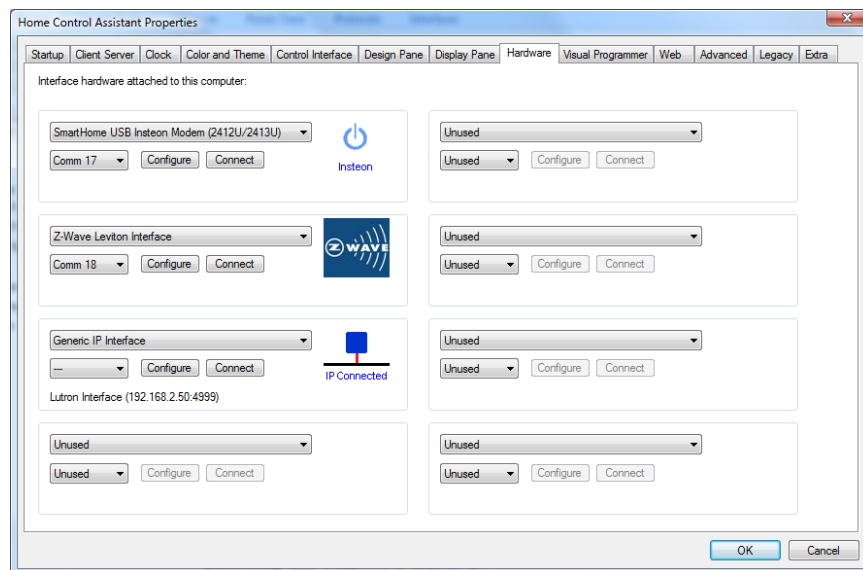 Home Control Assistant Properties
Startup Client Server Clock Color and Theme Control Interface Design Pane Display Pane Hardware Visual Programmer Web Advanced Legacy Extra
Interface hardware attached to this computer:
SmartHome USB Insteon Modem (2412U/2413U)
Comm 17 Configure Connect
Insteon
Unused
Unused Configure Connect
Z-Wave Leviton Interface
Comm 18 Configure Connect
Z WAVE
Unused
Unused Configure Connect
Generic IP Interface
--- Configure Connect
IP Connected
Lutron Interface (192.168.2.50:4999)
Unused
Unused Configure Connect
Unused
Unused Configure Connect
Unused
Unused Configure Connect
OK Cancel